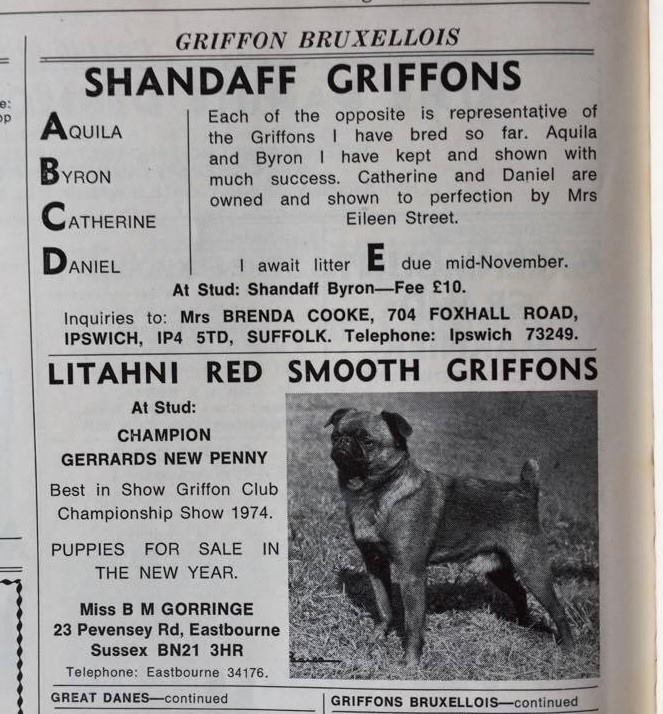 GRIFFON BRUXELLOIS
SHANDAFF GRIFFONS
AQUILA
BYRON
CATHERINE
DANIEL
Each of the opposite is representative of
the Griffons I have bred so far. Aquila
and Byron I have kept and shown with
much success. Catherine and Daniel are
owned and shown to perfection by Mrs
Eileen Street.
I await litter E due mid-November.
At Stud: Shandaff Byron—Fee £10.
Inquiries to: Mrs BRENDA COOKE, 704 FOXHALL ROAD,
IPSWICH, IP4 5TD, SUFFOLK. Telephone: Ipswich 73249.
LITAHNI RED SMOOTH GRIFFONS
At Stud:
CHAMPION
GERRARDS NEW PENNY
Best in Show Griffon Club
Championship Show 1974.
PUPPIES FOR SALE IN
THE NEW YEAR.
Miss B M GORRINGE
23 Pevensey Rd, Eastbourne
Sussex BN21 3HR
Telephone: Eastbourne 34176.
GREAT DANES—continued
GRIFFONS BRUXELLOIS—continued